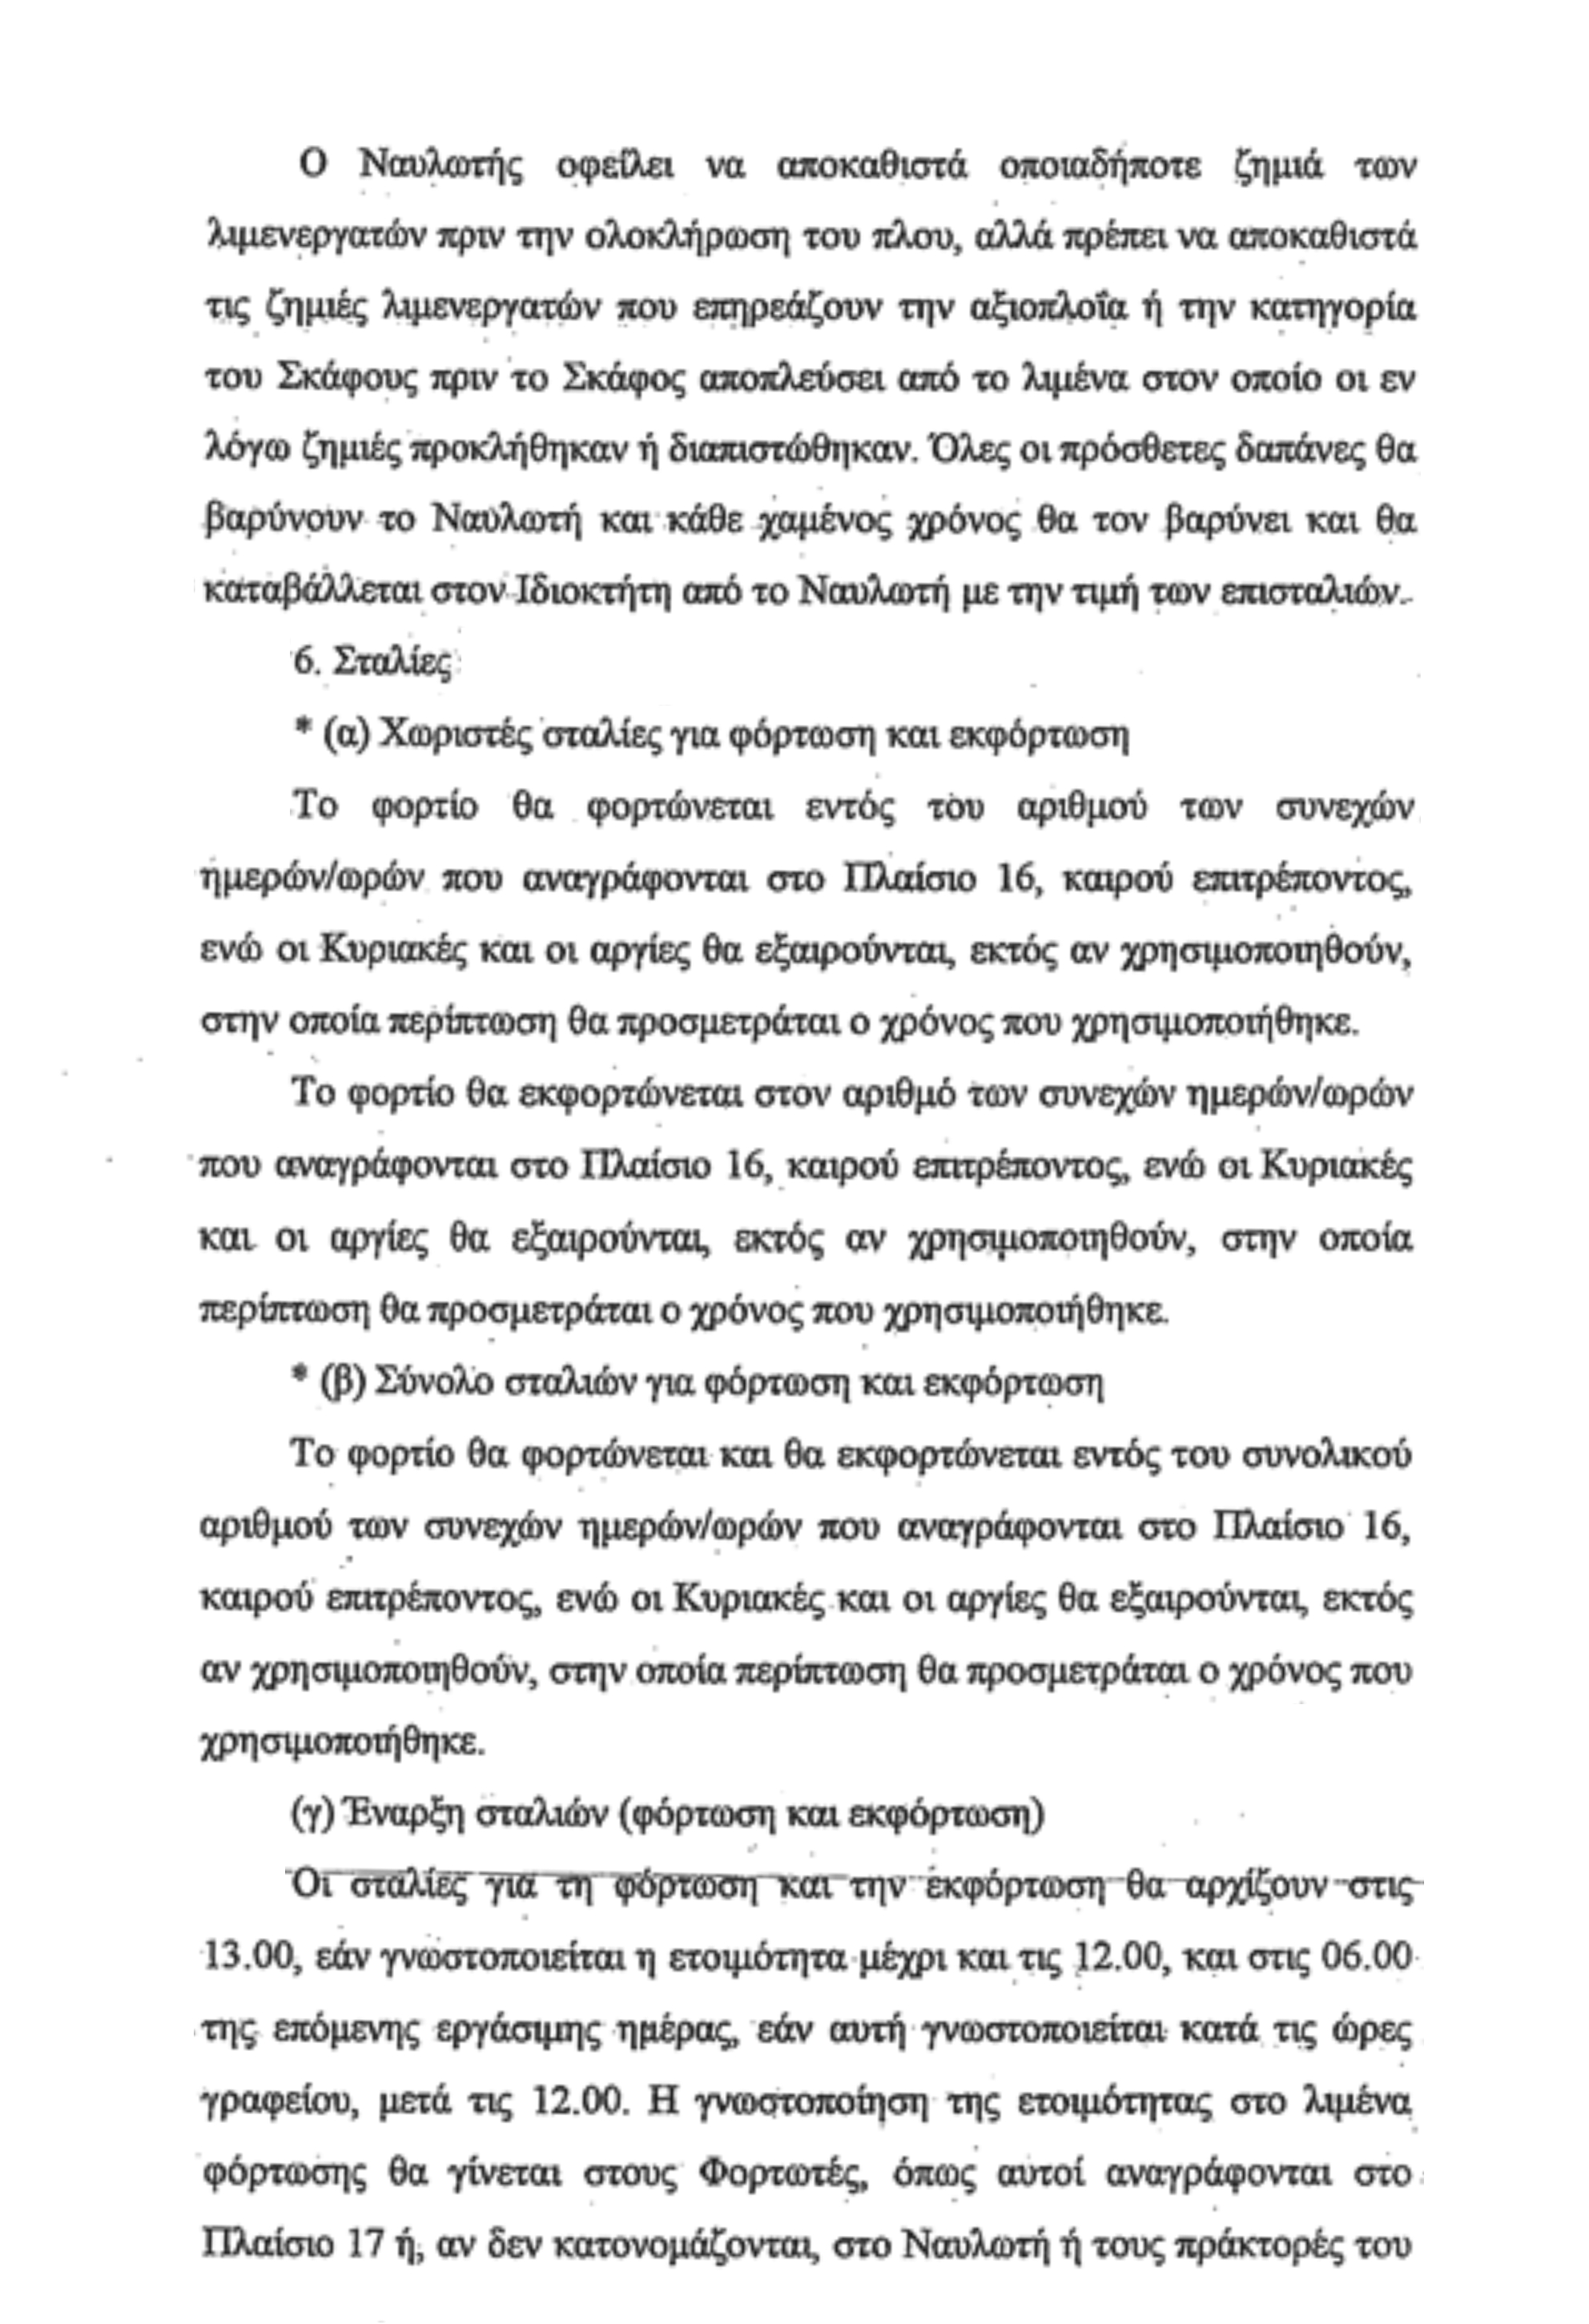 Ο Ναυλωτής οφείλει να αποκαθιστά οποιαδήποτε ζημιά των
λιμενεργατών πριν την ολοκλήρωση του πλου, αλλά πρέπει να αποκαθιστά
τις ζημιές λιμενεργατών που επηρεάζουν την αξιοπλοΐα ή την κατηγορία
του Σκάφους πριν το Σκάφος αποπλεύσει από το λιμένα στον οποίο οι εν
λόγω ζημιές προκλήθηκαν ή διαπιστώθηκαν. Όλες οι πρόσθετες δαπάνες θα
βαρύνουν το Ναυλωτή και κάθε χαμένος χρόνος θα τον βαρύνει και θα
καταβάλλεται στον Ιδιοκτήτη από το Ναυλωτή με την τιμή των επισταλιών.
6. Σταλίες
* (α) Χωριστές σταλίες για φόρτωση και εκφόρτωση
Το φορτίο θα φορτώνεται εντός του αριθμού των συνεχών
ημερών/ωρών που αναγράφονται στο Πλαίσιο 16, καιρού επιτρέποντος,
ενώ οι Κυριακές και οι αργίες θα εξαιρούνται, εκτός αν χρησιμοποιηθούν,
στην οποία περίπτωση θα προσμετράται ο χρόνος που χρησιμοποιήθηκε.
Το φορτίο θα εκφορτώνεται στον αριθμό των συνεχών ημερών/ωρών
που αναγράφονται στο Πλαίσιο 16, καιρού επιτρέποντος, ενώ οι Κυριακές
και οι αργίες θα εξαιρούνται, εκτός αν χρησιμοποιηθούν, στην οποία
περίπτωση θα προσμετράται ο χρόνος που χρησιμοποιήθηκε.
* (β) Σύνολο σταλιών για φόρτωση και εκφόρτωση
Το φορτίο θα φορτώνεται και θα εκφορτώνεται εντός του συνολικού
αριθμού των συνεχών ημερών/ωρών που αναγράφονται στο Πλαίσιο 16,
καιρού επιτρέποντος, ενώ οι Κυριακές και οι αργίες θα εξαιρούνται, εκτός
αν χρησιμοποιηθούν, στην οποία περίπτωση θα προσμετράται ο χρόνος που
χρησιμοποιήθηκε.
(γ) Έναρξη σταλιών (φόρτωση και εκφόρτωση)
Οι σταλίες για τη φόρτωση και την εκφόρτωση θα αρχίζουν στις
13.00, εάν γνωστοποιείται η ετοιμότητα μέχρι και τις 12.00, και στις 06.00
της επόμενης εργάσιμης ημέρας, εάν αυτή γνωστοποιείται κατά τις ώρες
γραφείου, μετά τις 12.00. Η γνωστοποίηση της ετοιμότητας στο λιμένα
φόρτωσης θα γίνεται στους Φορτωτές, όπως αυτοί αναγράφονται στο
Πλαίσιο 17 ή, αν δεν κατονομάζονται, στο Ναυλωτή ή τους πράκτορές του